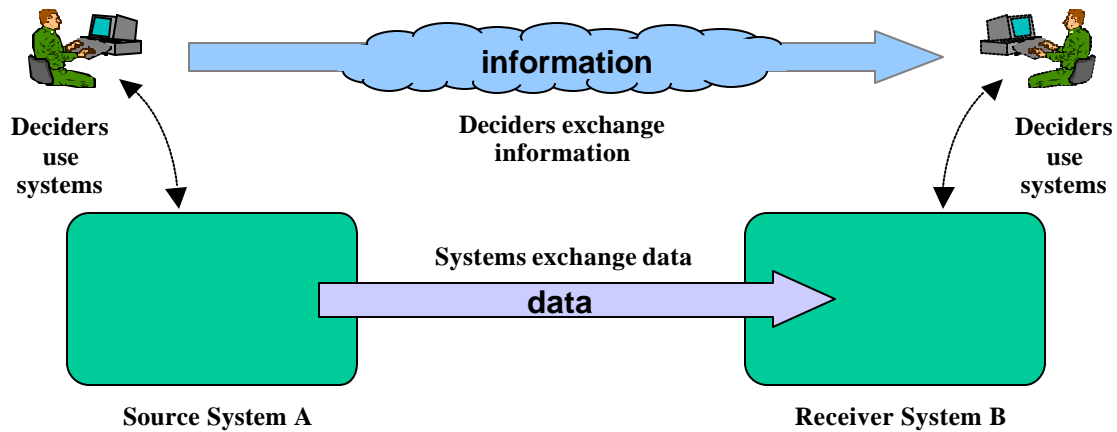 information
Deciders
use
systems
Deciders exchange
information
Deciders
use
systems
Systems exchange data
data
Source System A
Receiver System B